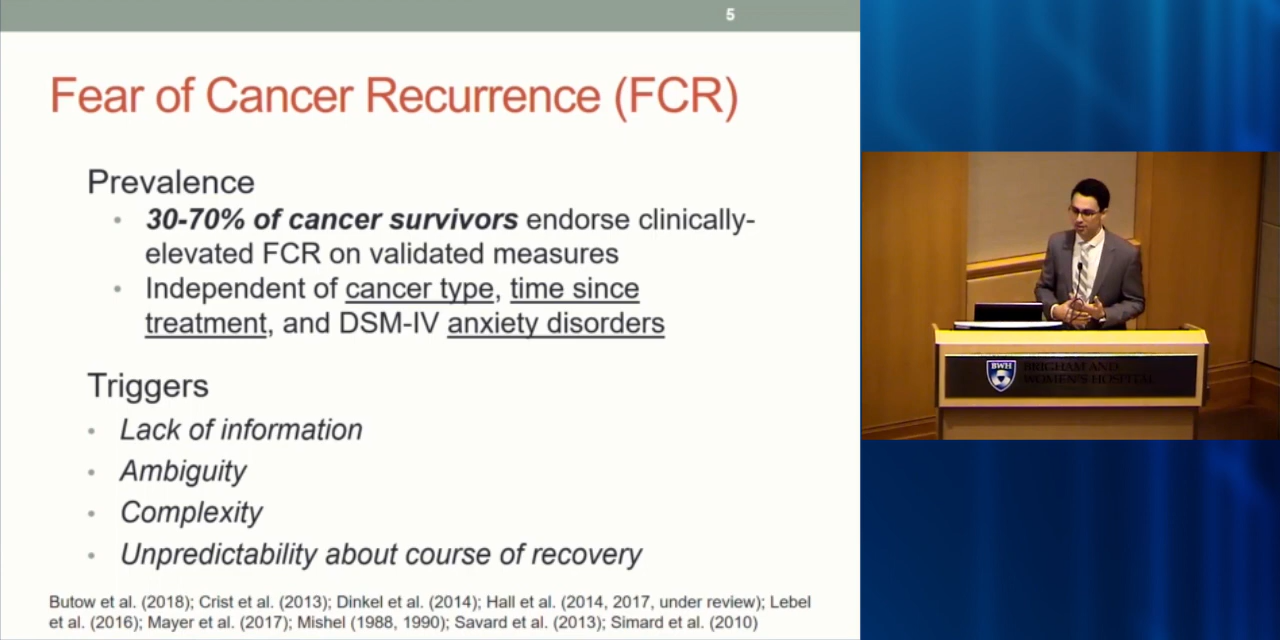 5
Fear of Cancer Recurrence (FCR)
Prevalence
• 30-70% of cancer survivors endorse clinically-
elevated FCR on validated measures
• Independent of cancer type, time since
treatment, and DSM-IV anxiety disorders
Triggers
• Lack of information
• Ambiguity
• Complexity
• Unpredictability about course of recovery
Butow et al. (2018); Crist et al. (2013); Dinkel et al. (2014); Hall et al. (2014, 2017, under review); Lebel
et al. (2016); Mayer et al. (2017); Mishel (1988, 1990); Savard et al. (2013); Simard et al. (2010)
BWH
BRIGHAM AND
WOMEN'S HOSPITAL